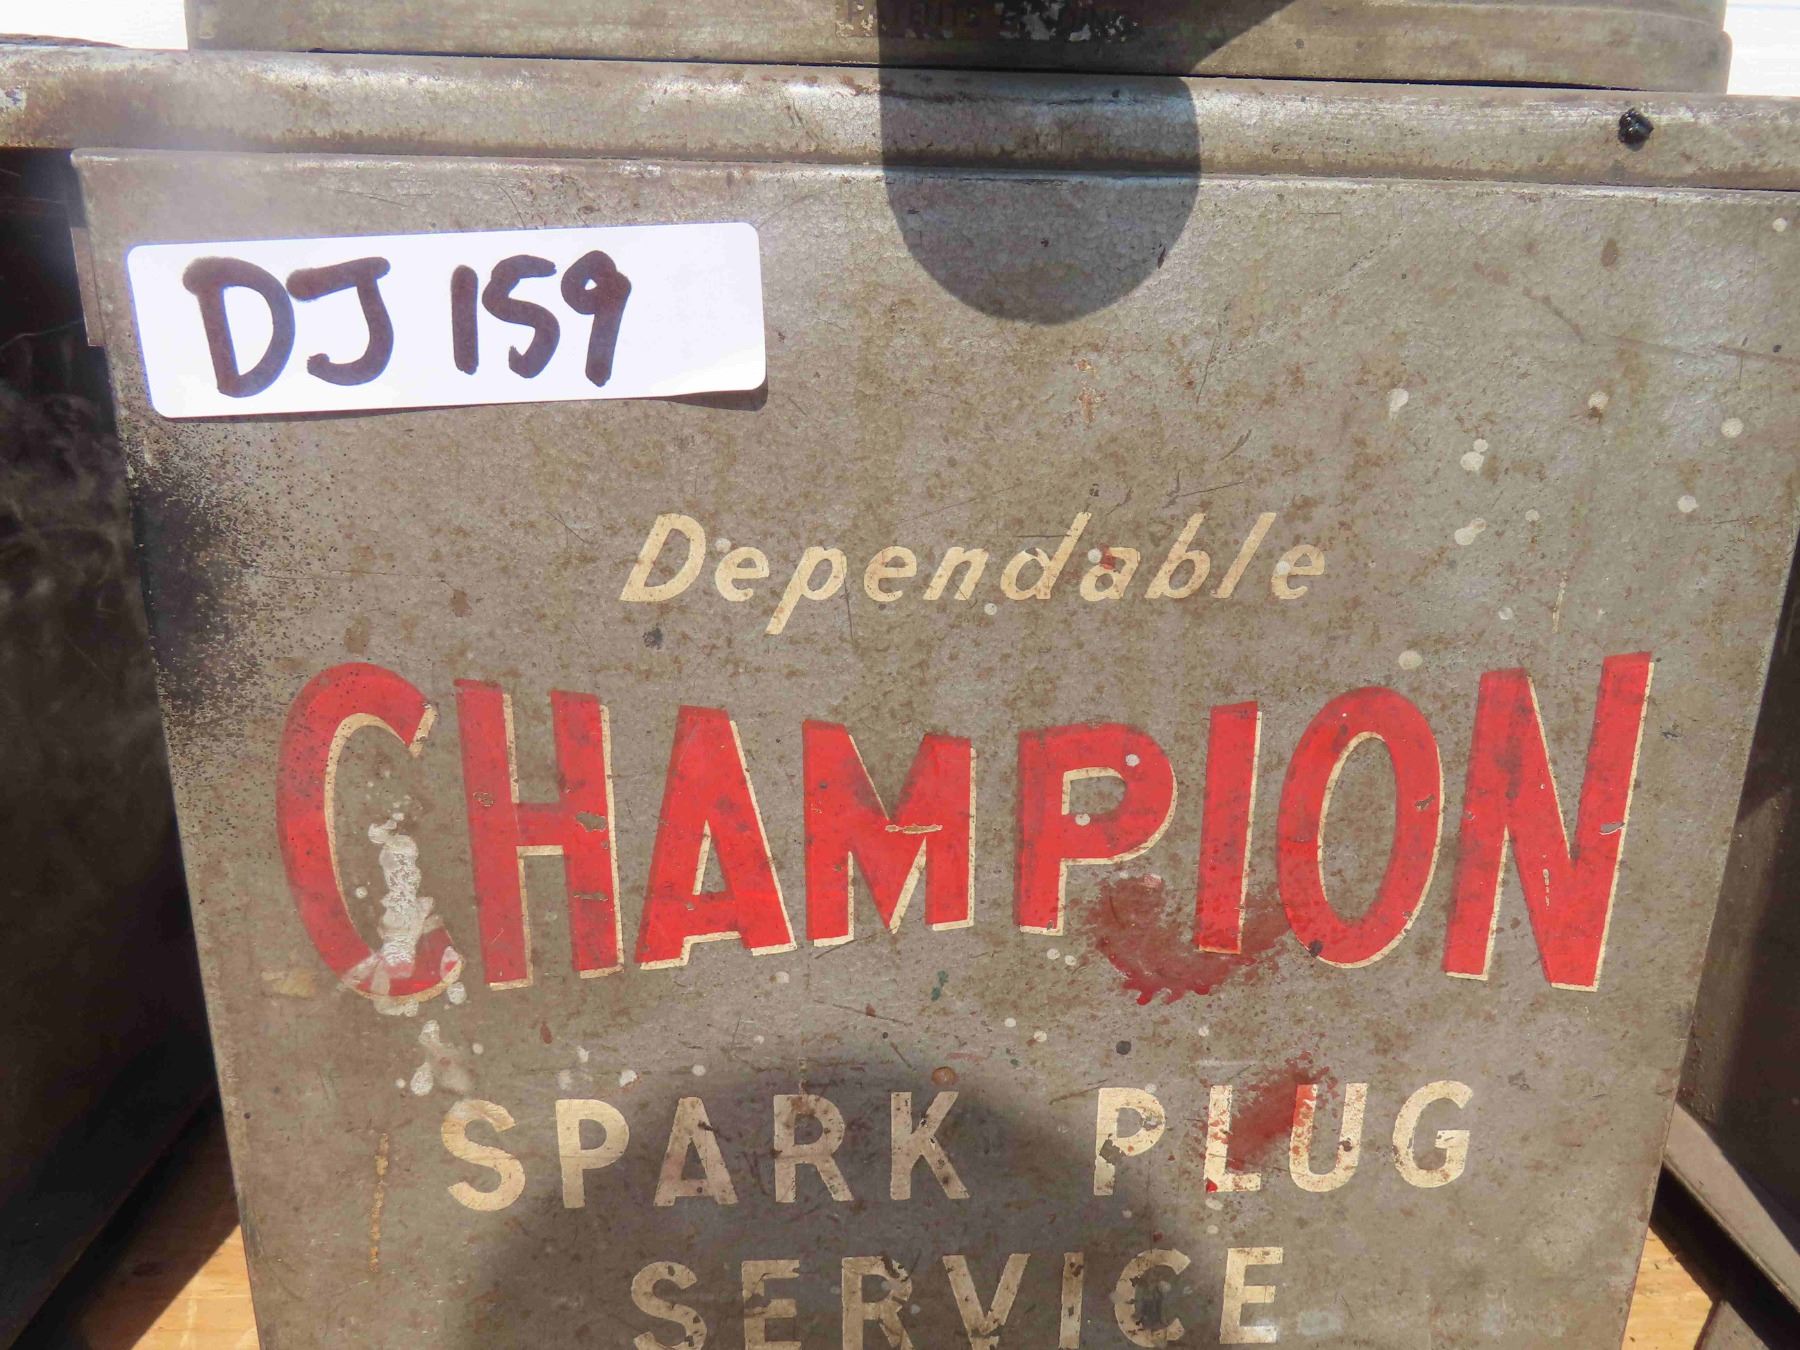 DJ 159
Dependable
CHAMPION
SPARK PLUG
SERVICE